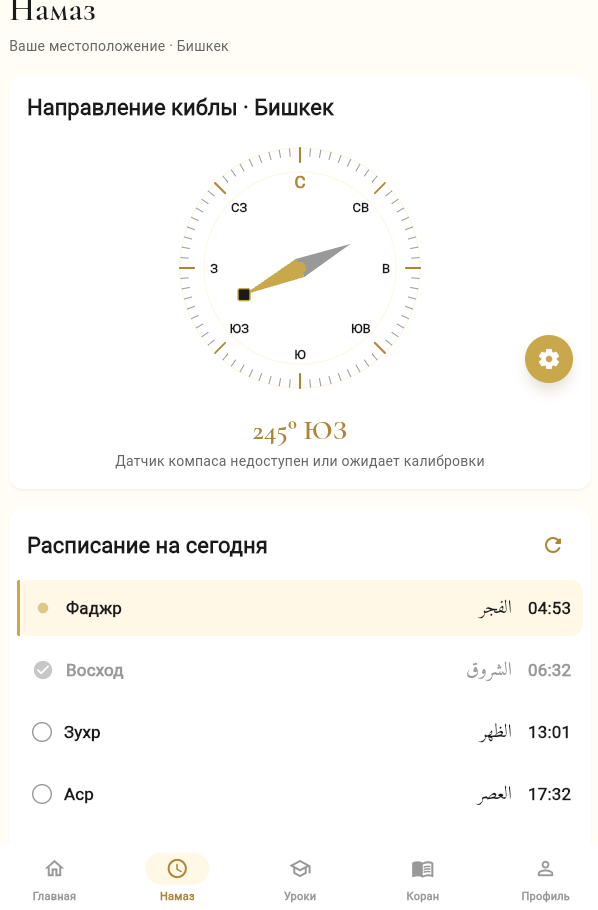 Намаз
Ваше местоположение · Бишкек
Направление киблы · Бишкек
С
СЗ
СВ
З
В
ЮЗ
ЮВ
Ю
245° ЮЗ
Датчик компаса недоступен или ожидает калибровки
Расписание на сегодня
Фаджр الفجر 04:53
Восход الشروق 06:32
Зухр الظهر 13:01
Аср العصر 17:32
Главная Намаз Уроки Коран Профиль